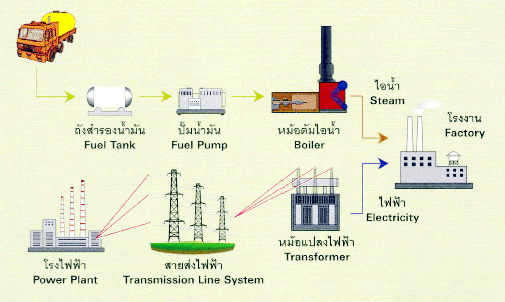 ไอน้ำ
Steam
โรงงาน
Factory
ถังสำรองน้ำมัน
Fuel Tank
ปั๊มน้ำมัน
Fuel Pump
หม้อต้มไอน้ำ
Boiler
ไฟฟ้า
Electricity
โรงไฟฟ้า
Power Plant
สายส่งไฟฟ้า
Transmission Line System
หม้อแปลงไฟฟ้า
Transformer